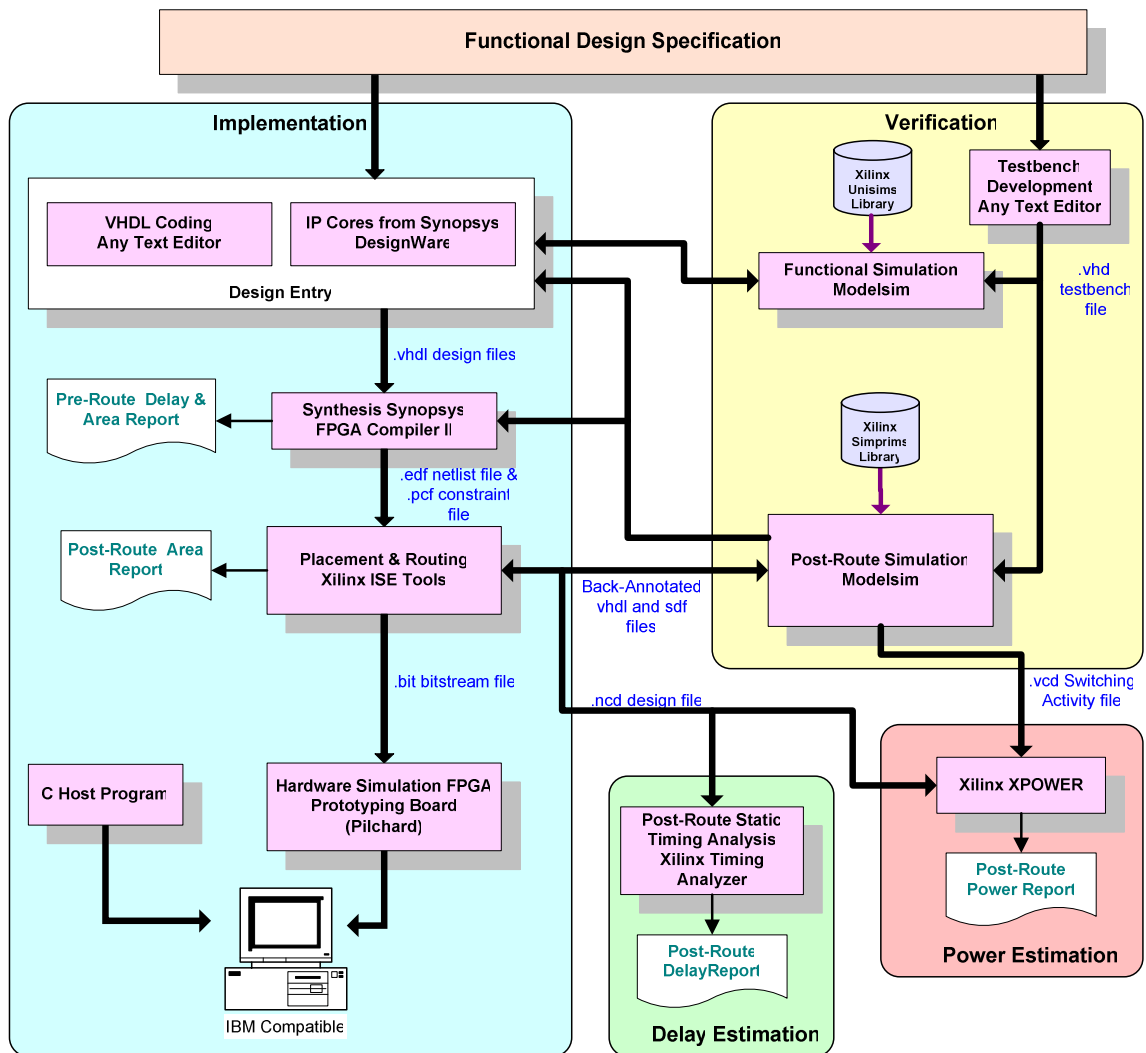 Functional Design Specification
Implementation
VHDL Coding
Any Text Editor
IP Cores from Synopsys
DesignWare
Design Entry
.vhdl design files
Pre-Route Delay &
Area Report
Synthesis Synopsys
FPGA Compiler II
.edf netlist file &
.pcf constraint
file
Post-Route Area
Report
Placement & Routing
Xilinx ISE Tools
.bit bitstream file
C Host Program
Hardware Simulation FPGA
Prototyping Board
(Pilchard)
IBM Compatible
Verification
Xilinx
Unisims
Library
Testbench
Development
Any Text Editor
Functional Simulation
Modelsim
.vhd
testbench
file
Xilinx
Simprims
Library
Post-Route Simulation
Modelsim
Back-Annotated
vhdl and sdf
files
.ncd design file
.vcd Switching
Activity file
Post-Route Static
Timing Analysis
Xilinx Timing
Analyzer
Post-Route
DelayReport
Delay Estimation
Xilinx XPOWER
Post-Route
Power Report
Power Estimation